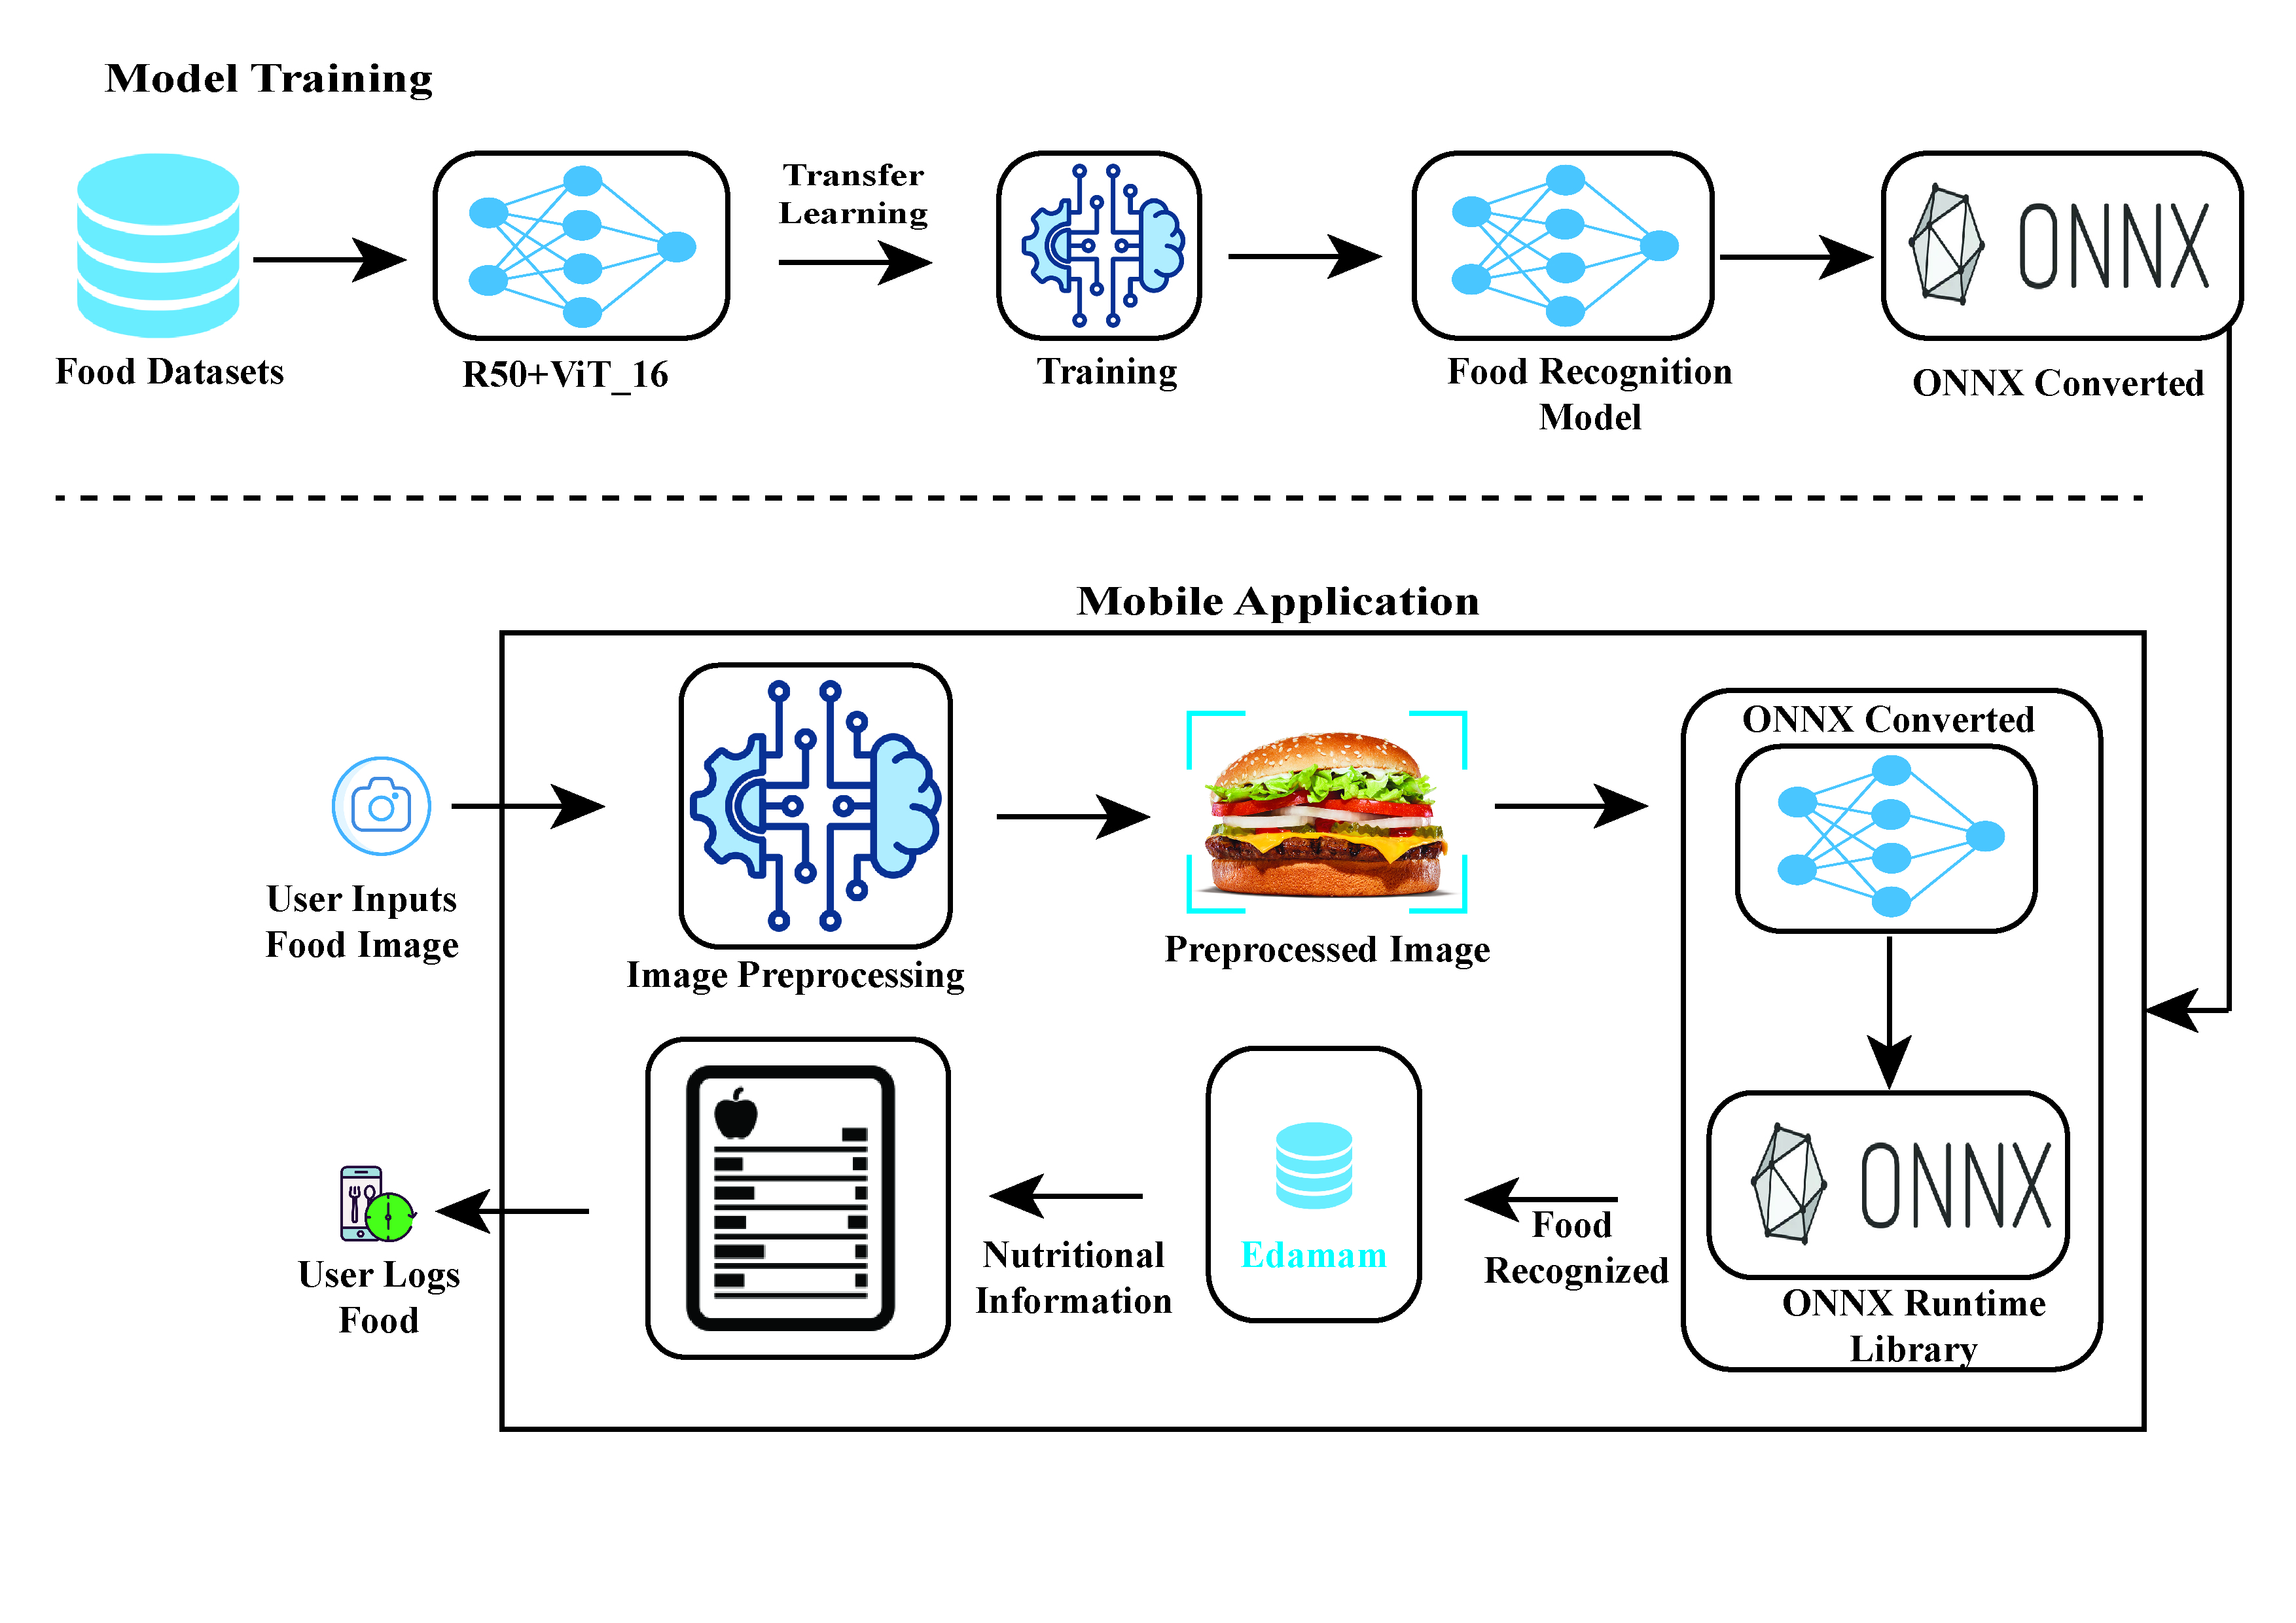 Model Training
Transfer
Learning
ONNX
Food Datasets
R50+ViT_16
Training
Food Recognition
Model
ONNX Converted
Mobile Application
ONNX Converted
User Inputs
Food Image
Image Preprocessing
Preprocessed Image
ONNX
ONNX Runtime
Library
Food
Recognized
Edamam
Nutritional
Information
User Logs
Food